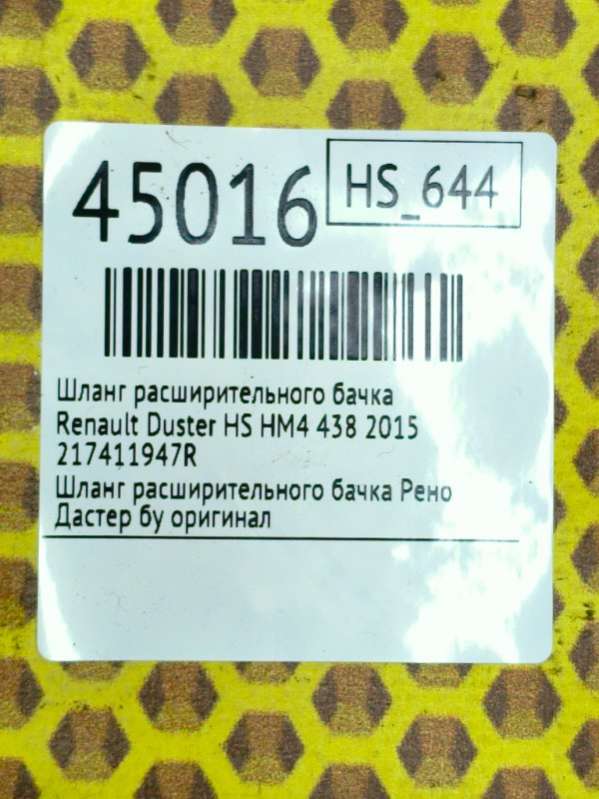 45016 HS_644
Шланг расширительного бачка
Renault Duster HS HM4 438 2015
217411947R
Шланг расширительного бачка Рено
Дастер бу оригинал